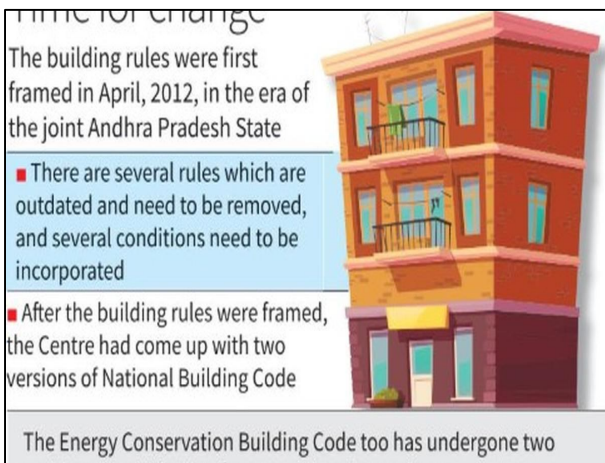 Time for change
The building rules were first
framed in April, 2012, in the era of
the joint Andhra Pradesh State
■ There are several rules which are
outdated and need to be removed,
and several conditions need to be
incorporated
■ After the building rules were framed,
the Centre had come up with two
versions of National Building Code
The Energy Conservation Building Code too has undergone two